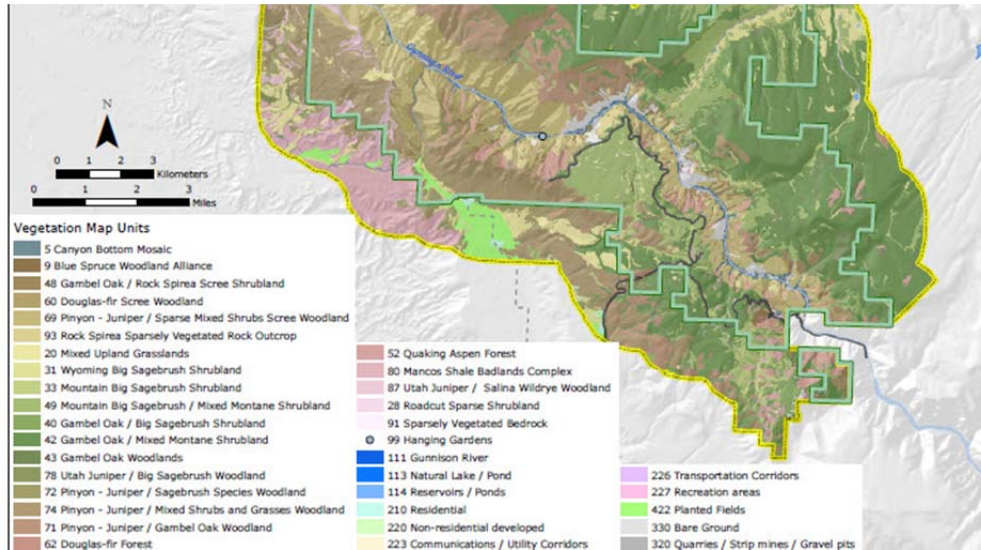 Gunnison River
N
0 1 2 3
Kilometers
0 1 2 3
Miles
Vegetation Map Units
5 Canyon Bottom Mosaic
9 Blue Spruce Woodland Alliance
48 Gambel Oak / Rock Spirea Scree Shrubland
60 Douglas-fir Scree Woodland
69 Pinyon - Juniper / Sparse Mixed Shrubs Scree Woodland
93 Rock Spirea Sparsely Vegetated Rock Outcrop
20 Mixed Upland Grasslands
31 Wyoming Big Sagebrush Shrubland
33 Mountain Big Sagebrush Shrubland
49 Mountain Big Sagebrush / Mixed Montane Shrubland
40 Gambel Oak / Big Sagebrush Shrubland
42 Gambel Oak / Mixed Montane Shrubland
43 Gambel Oak Woodlands
78 Utah Juniper / Big Sagebrush Woodland
72 Pinyon - Juniper / Sagebrush Species Woodland
74 Pinyon - Juniper / Mixed Shrubs and Grasses Woodland
71 Pinyon - Juniper / Gambel Oak Woodland
62 Douglas-fir Forest
52 Quaking Aspen Forest
80 Mancos Shale Badlands Complex
87 Utah Juniper / Salina Wildrye Woodland
28 Roadcut Sparse Shrubland
91 Sparsely Vegetated Bedrock
99 Hanging Gardens
111 Gunnison River
113 Natural Lake / Pond
114 Reservoirs / Ponds
210 Residential
220 Non-residential developed
223 Communications / Utility Corridors
226 Transportation Corridors
227 Recreation areas
422 Planted Fields
330 Bare Ground
320 Quarries / Strip mines / Gravel pits